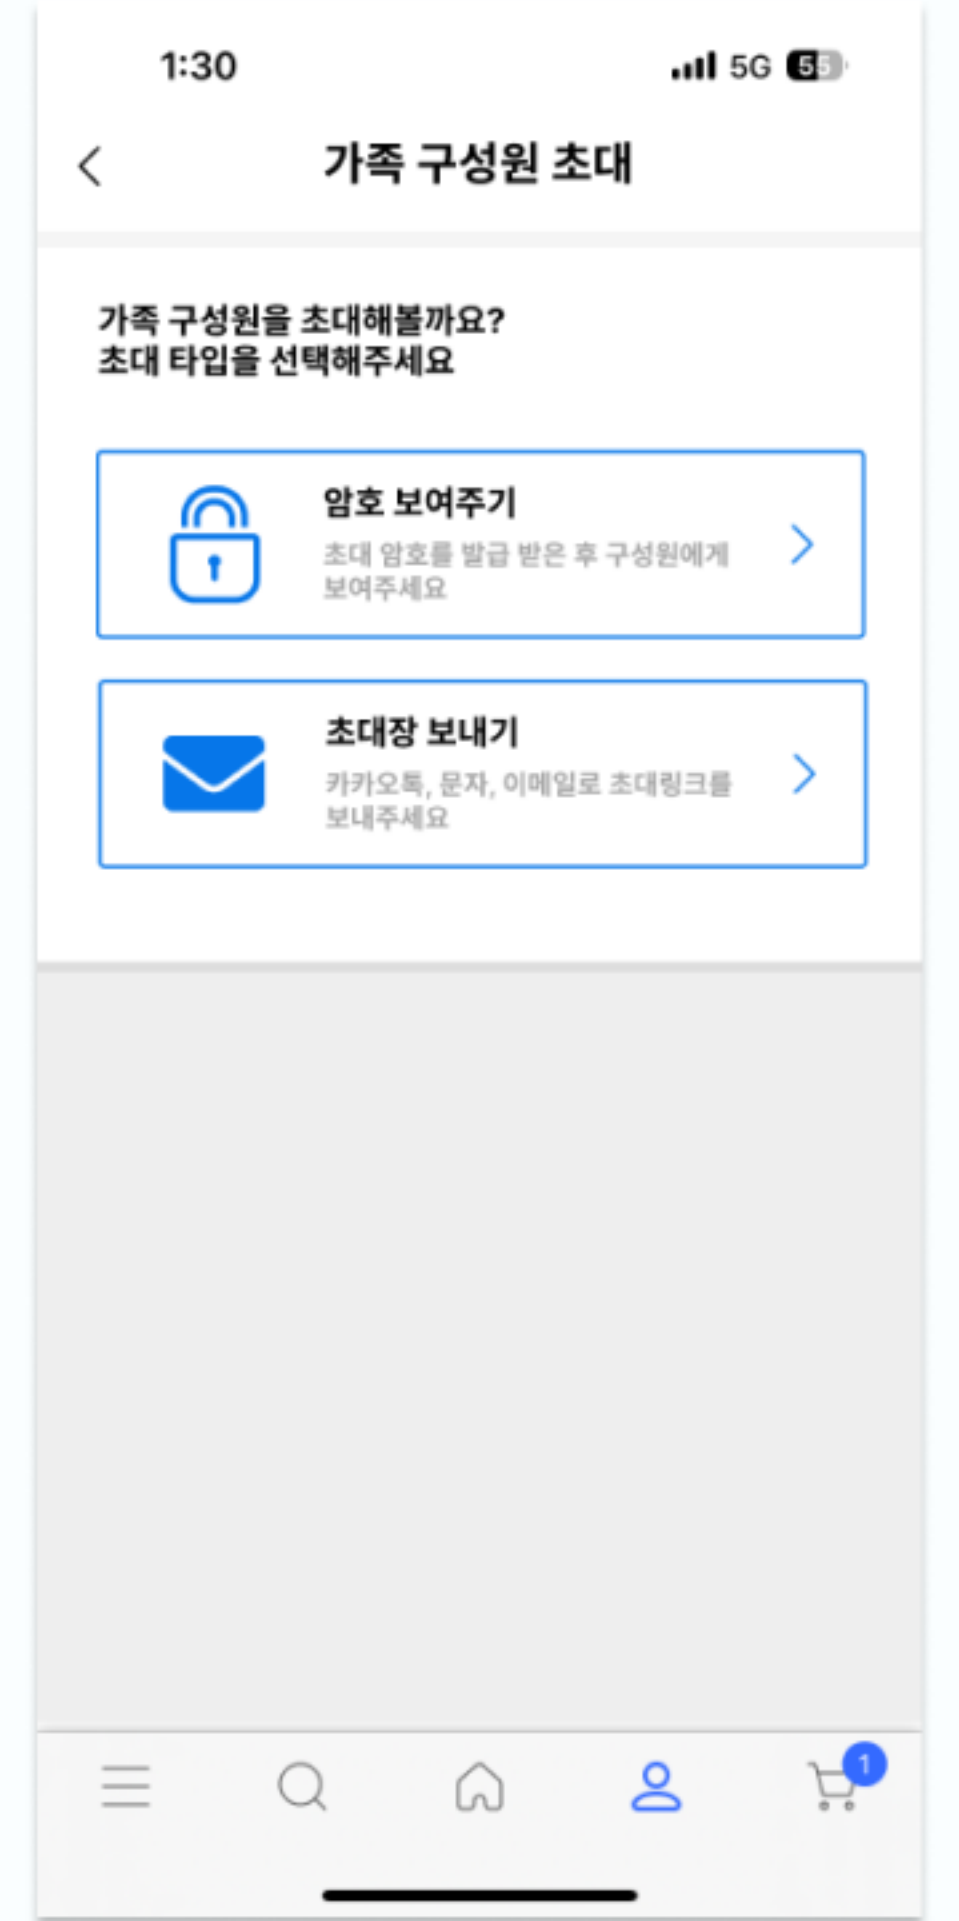 1:30
5G 55
가족 구성원 초대
가족 구성원을 초대해볼까요?
초대 타입을 선택해주세요
암호 보여주기
초대 암호를 발급 받은 후 구성원에게
보여주세요
초대장 보내기
카카오톡, 문자, 이메일로 초대링크를
보내주세요
1